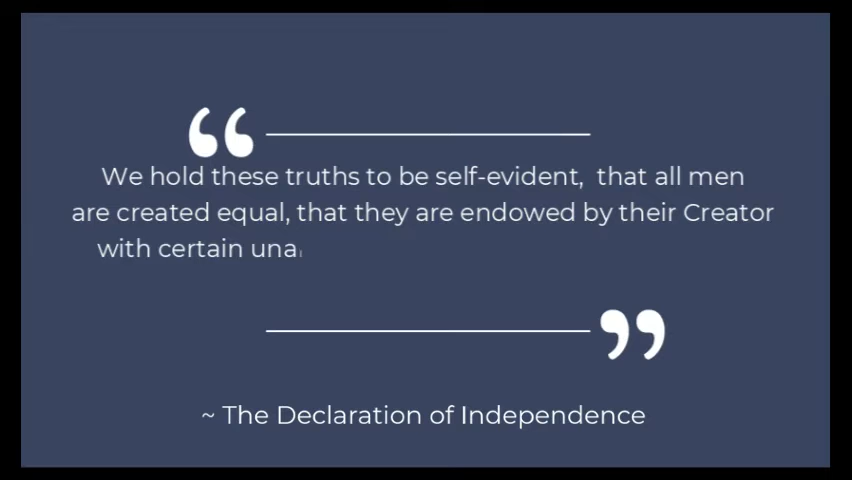 “
We hold these truths to be self-evident, that all men
are created equal, that they are endowed by their Creator
with certain una
”
~ The Declaration of Independence